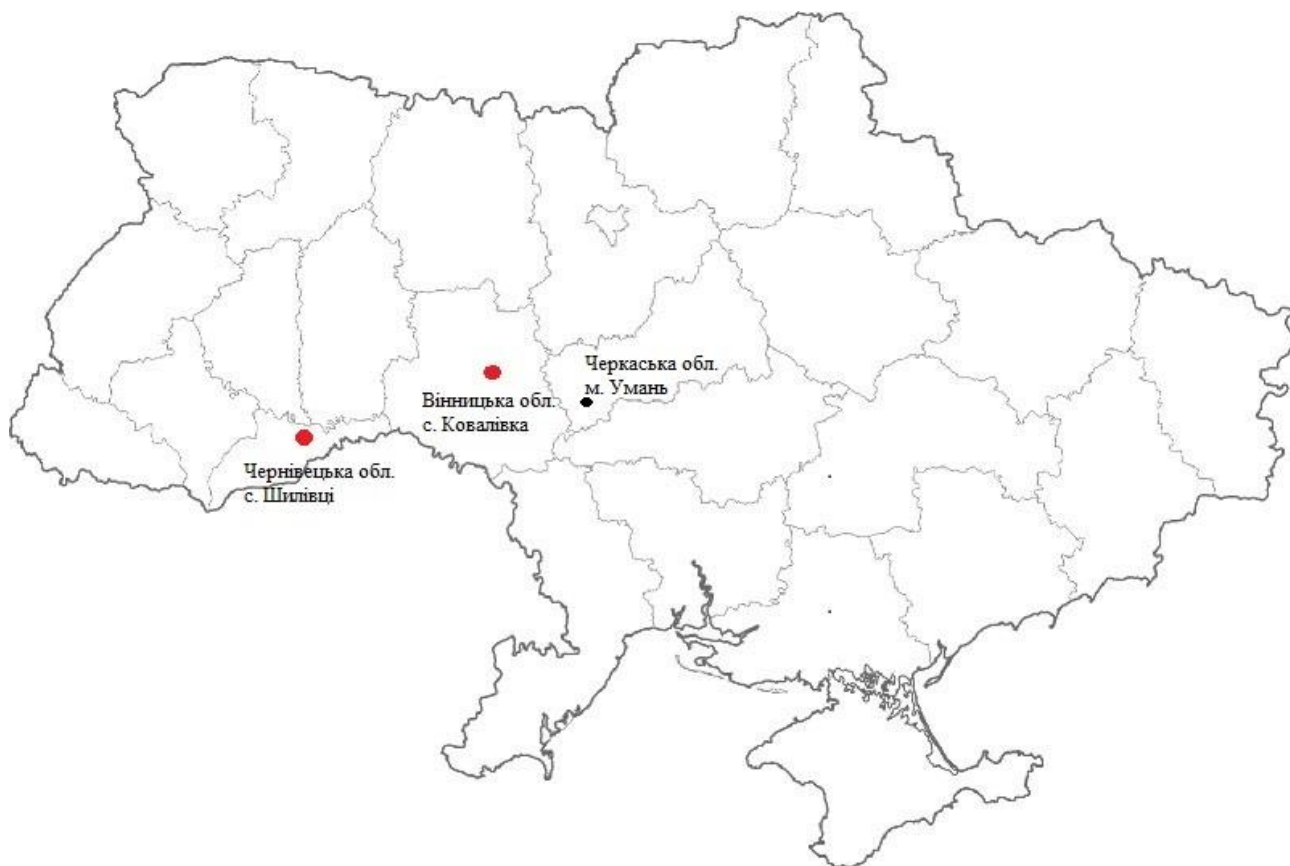 Черкаська обл.
м. Умань
Вінницька обл.
с. Ковалівка
Чернівецька обл.
с. Шилівці